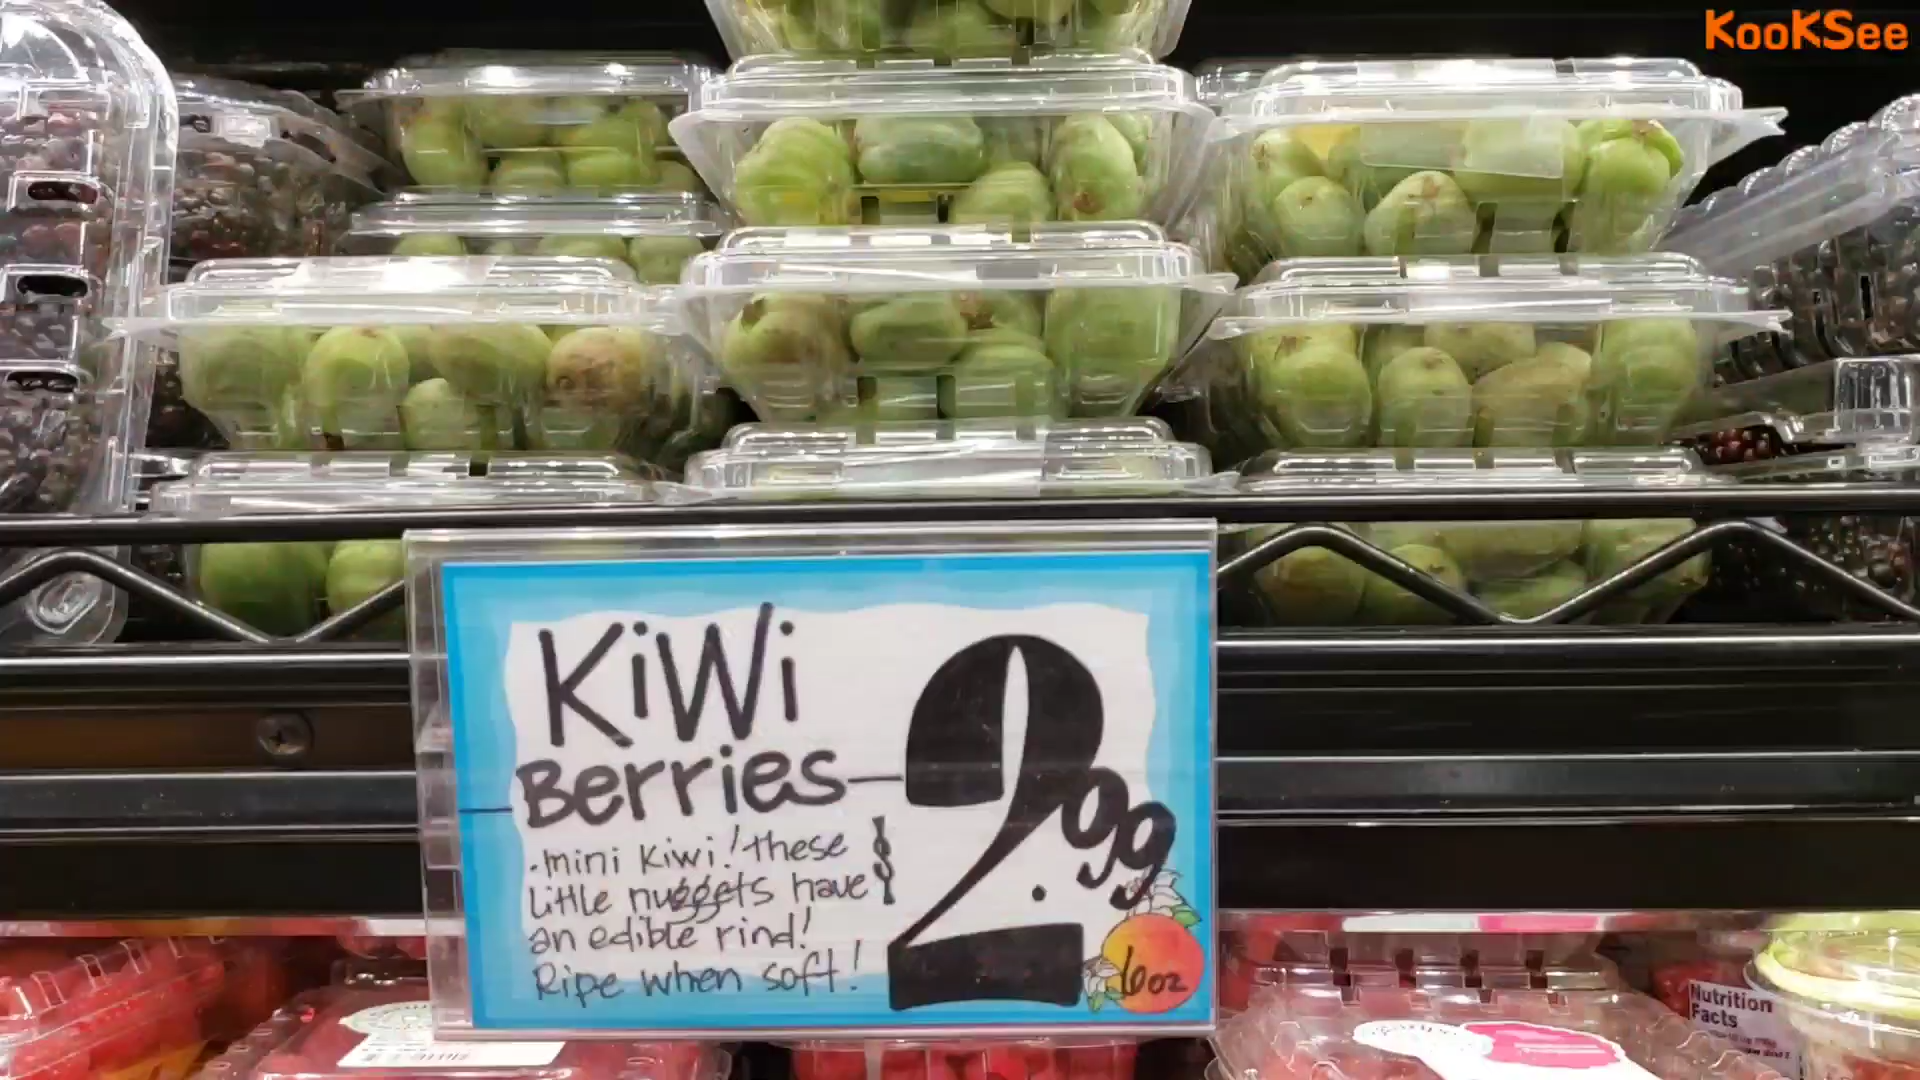 KooKSee
KiWi
Berries
$2.99
·mini kiwi! these
little nuggets have
an edible rind!
Ripe when soft!
6oz
Nutrition
Facts